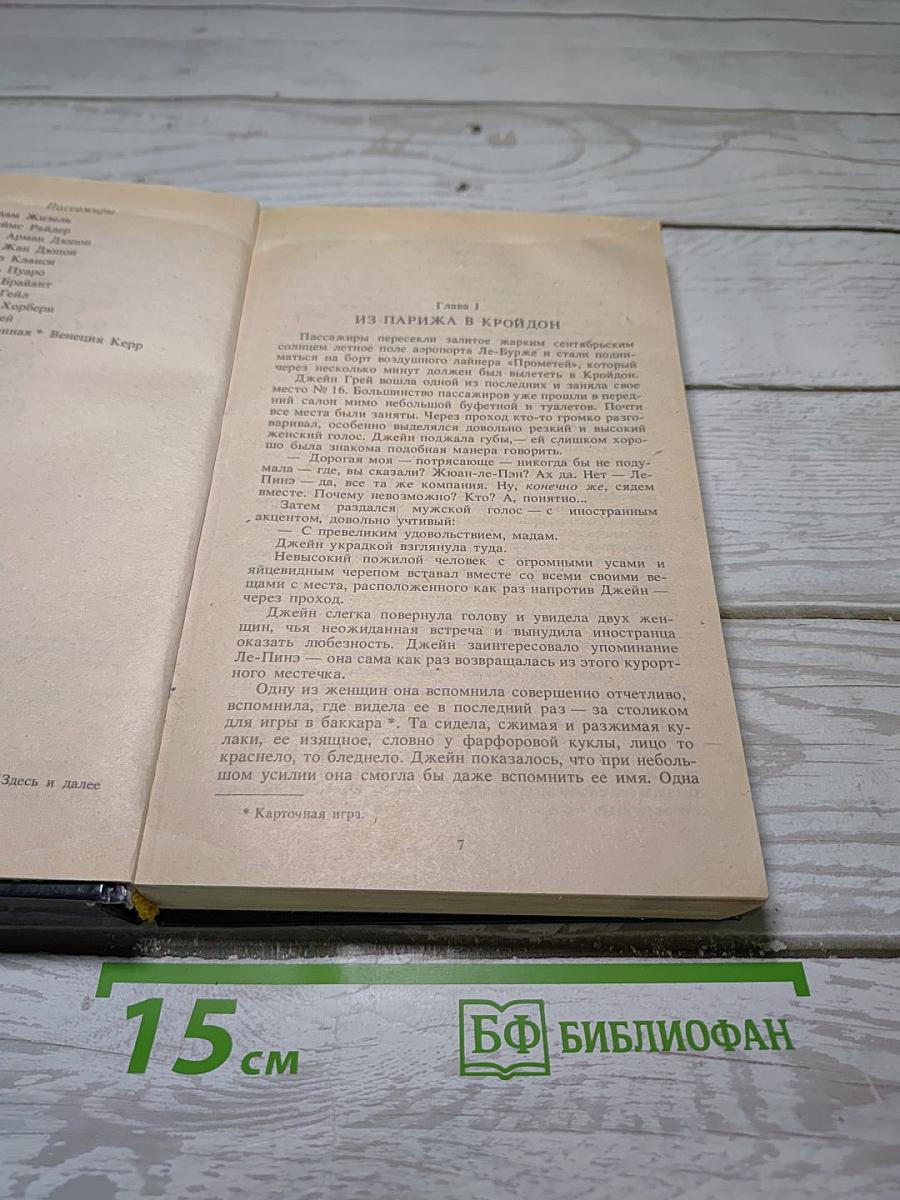 Пассажиры
Жизель
Райдер
Арман Дюпон
Жан Дюпон
Клэнси
Пуаро
Брайант
Гейл
Хорбери
Венеция Керр
Здесь и далее
Глава 1
ИЗ ПАРИЖА В КРОЙДОН
Пассажиры пересекли залитое жарким сентябрьским
солнцем летное поле аэропорта Ле-Бурже и стали подни-
маться на борт воздушного лайнера «Прометей», который
через несколько минут должен был вылететь в Кройдон.
Джейн Грей вошла одной из последних и заняла свое
место № 16. Большинство пассажиров уже прошли в перед-
ний салон мимо небольшой буфетной и туалетов. Почти
все места были заняты. Через проход кто-то громко разго-
варивал, особенно выделялся довольно резкий и высокий
женский голос. Джейн поджала губы,— ей слишком хоро-
шо была знакома подобная манера говорить.
— Дорогая моя — потрясающе — никогда бы не поду-
мала — где, вы сказали? Жюан-ле-Пэн? Ах да. Нет — Ле-
Пинэ — да, все та же компания. Ну, конечно же, сядем
вместе. Почему невозможно? Кто? А, понятно...
Затем раздался мужской голос — с иностранным
акцентом, довольно учтивый:
— С превеликим удовольствием, мадам.
Джейн украдкой взглянула туда.
Невысокий пожилой человек с огромными усами и
яйцевидным черепом вставал вместе со всеми своими ве-
щами с места, расположенного как раз напротив Джейн —
через проход.
Джейн слегка повернула голову и увидела двух жен-
щин, чья неожиданная встреча и вынудила иностранца
оказать любезность. Джейн заинтересовало упоминание
Ле-Пинэ — она сама как раз возвращалась из этого курорт-
ного местечка.
Одну из женщин она вспомнила совершенно отчетливо,
вспомнила, где видела ее в последний раз — за столиком
для игры в баккара *. Та сидела, сжимая и разжимая ку-
лаки, ее изящное, словно у фарфоровой куклы, лицо то
краснело, то бледнело. Джейн показалось, что при неболь-
шом усилии она смогла бы даже вспомнить ее имя. Одна
* Карточная игра.
7
15 см
БФ БИБЛИОФАН